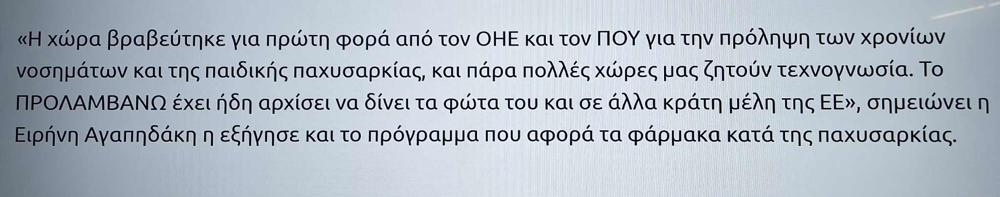 «Η χώρα βραβεύτηκε για πρώτη φορά από τον ΟΗΕ και τον ΠΟΥ για την πρόληψη των χρονίων
νοσημάτων και της παιδικής παχυσαρκίας, και πάρα πολλές χώρες μας ζητούν τεχνογνωσία. Το
ΠΡΟΛΑΜΒΑΝΩ έχει ήδη αρχίσει να δίνει τα φώτα του και σε άλλα κράτη μέλη της ΕΕ», σημειώνει η
Ειρήνη Αγαπηδάκη η εξήγησε και το πρόγραμμα που αφορά τα φάρμακα κατά της παχυσαρκίας.